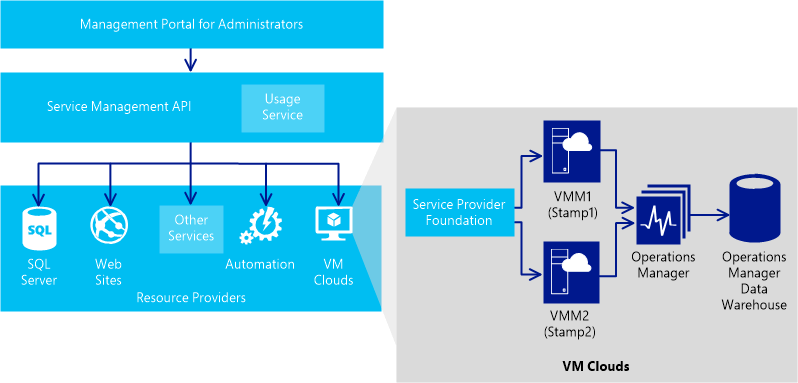 Management Portal for Administrators
Service Management API
Usage
Service
SQL
SQL
Server
Web
Sites
Other
Services
Automation
VM
Clouds
Resource Providers
Service Provider
Foundation
VMM1
(Stamp1)
VMM2
(Stamp2)
Operations
Manager
Operations
Manager
Data
Warehouse
VM Clouds